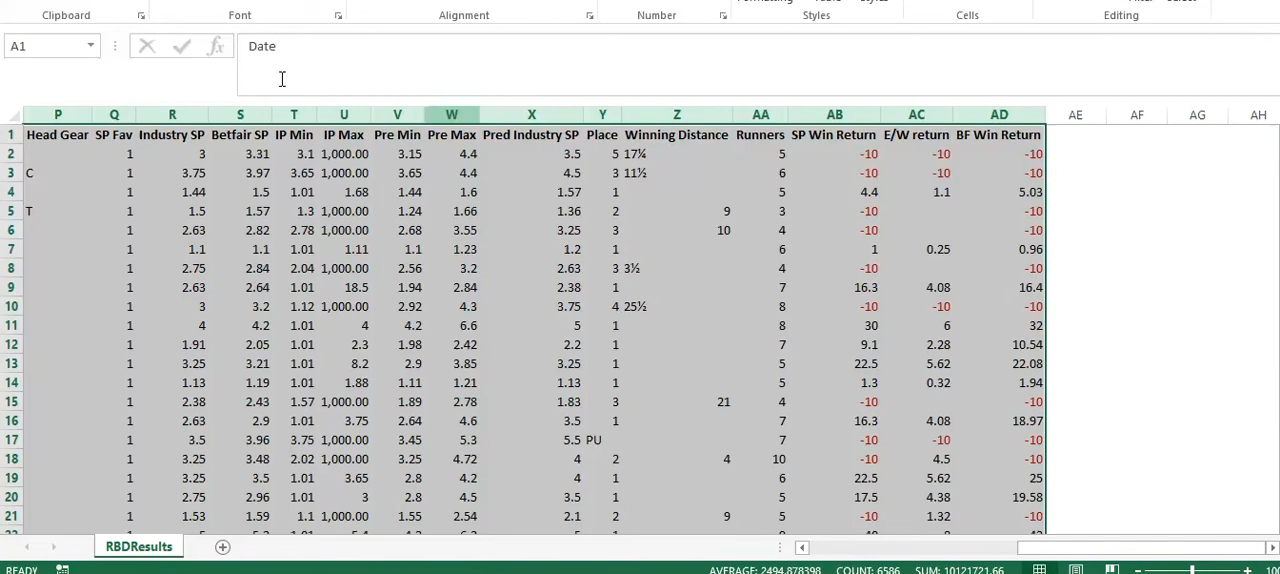 Clipboard Font Alignment Number Styles Cells Editing
A1 fx Date
P Q R S T U V W X Y Z AA AB AC AD AE AF AG AH
1 Head Gear SP Fav Industry SP Betfair SP IP Min IP Max Pre Min Pre Max Pred Industry SP Place Winning Distance Runners SP Win Return E/W return BF Win Return
2 1 3 3.31 3.1 1,000.00 3.15 4.4 3.5 5 17¼ 5 -10 -10 -10
3 C 1 3.75 3.97 3.65 1,000.00 3.65 4.4 4.5 3 11½ 6 -10 -10 -10
4 1 1.44 1.5 1.01 1.68 1.44 1.6 1.57 1 5 4.4 1.1 5.03
5 T 1 1.5 1.57 1.3 1,000.00 1.24 1.66 1.36 2 9 3 -10 -10
6 1 2.63 2.82 2.78 1,000.00 2.68 3.55 3.25 3 10 4 -10 -10
7 1 1.1 1.1 1.01 1.11 1.1 1.23 1.2 1 6 1 0.25 0.96
8 1 2.75 2.84 2.04 1,000.00 2.56 3.2 2.63 3 3½ 4 -10 -10
9 1 2.63 2.64 1.01 18.5 1.94 2.84 2.38 1 7 16.3 4.08 16.4
10 1 3 3.2 1.12 1,000.00 2.92 4.3 3.75 4 25½ 8 -10 -10 -10
11 1 4 4.2 1.01 4 4.2 6.6 5 1 8 30 6 32
12 1 1.91 2.05 1.01 2.3 1.98 2.42 2.2 1 7 9.1 2.28 10.54
13 1 3.25 3.21 1.01 8.2 2.9 3.85 3.25 1 5 22.5 5.62 22.08
14 1 1.13 1.19 1.01 1.88 1.11 1.21 1.13 1 5 1.3 0.32 1.94
15 1 2.38 2.43 1.57 1,000.00 1.89 2.78 1.83 3 21 4 -10 -10
16 1 2.63 2.9 1.01 3.75 2.64 4.6 3.5 1 7 16.3 4.08 18.97
17 1 3.5 3.96 3.75 1,000.00 3.45 5.3 5.5 PU 7 -10 -10 -10
18 1 3.25 3.48 2.02 1,000.00 3.25 4.72 4 2 4 10 -10 4.5 -10
19 1 3.25 3.5 1.01 3.65 2.8 4.2 4 1 6 22.5 5.62 25
20 1 2.75 2.96 1.01 3 2.8 4.5 3.5 1 5 17.5 4.38 19.58
21 1 1.53 1.59 1.1 1,000.00 1.55 2.54 2.1 2 9 5 -10 1.32 -10
RBDResults
READY AVERAGE: 2494.878398 COUNT: 6586 SUM: 10121721.66